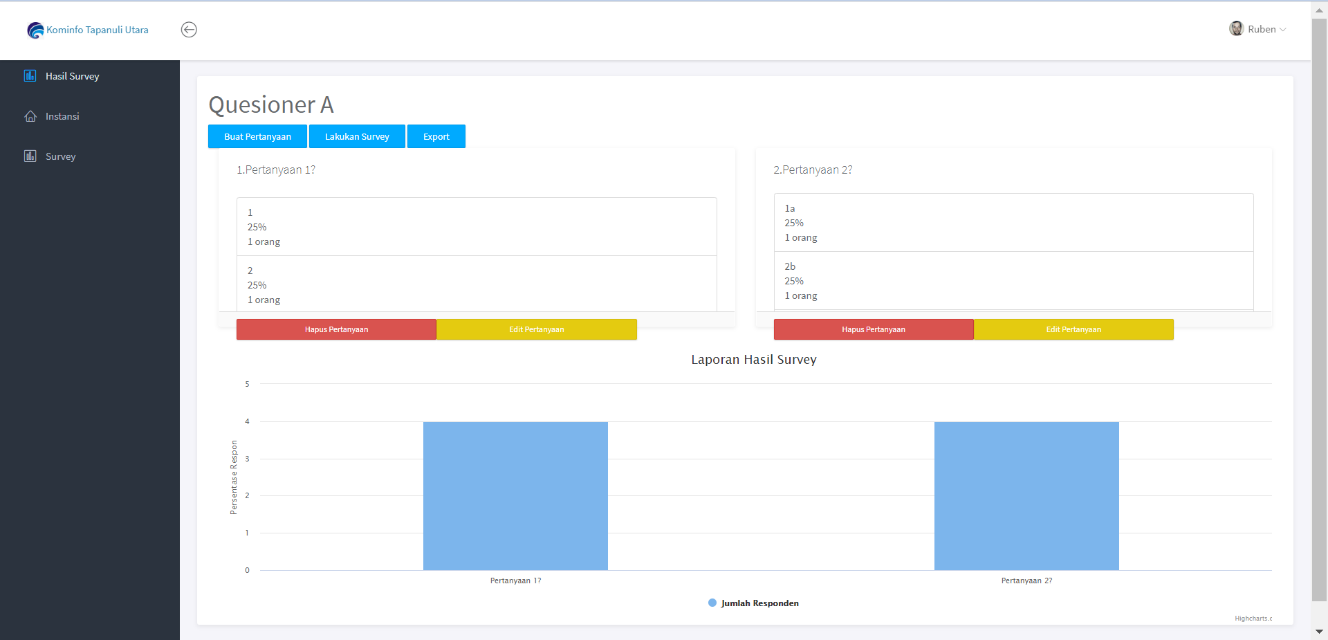 Kominfo Tapanuli Utara
Ruben
Hasil Survey
Instansi
Survey
Quesioner A
Buat Pertanyaan
Lakukan Survey
Export
1.Pertanyaan 1?
1
25%
1 orang
2
25%
1 orang
Hapus Pertanyaan
Edit Pertanyaan
2.Pertanyaan 2?
1a
25%
1 orang
2b
25%
1 orang
Hapus Pertanyaan
Edit Pertanyaan
Laporan Hasil Survey
Persentase Respon
5
4
3
2
1
0
Pertanyaan 1?
Pertanyaan 2?
Jumlah Responden
Highcharts.c